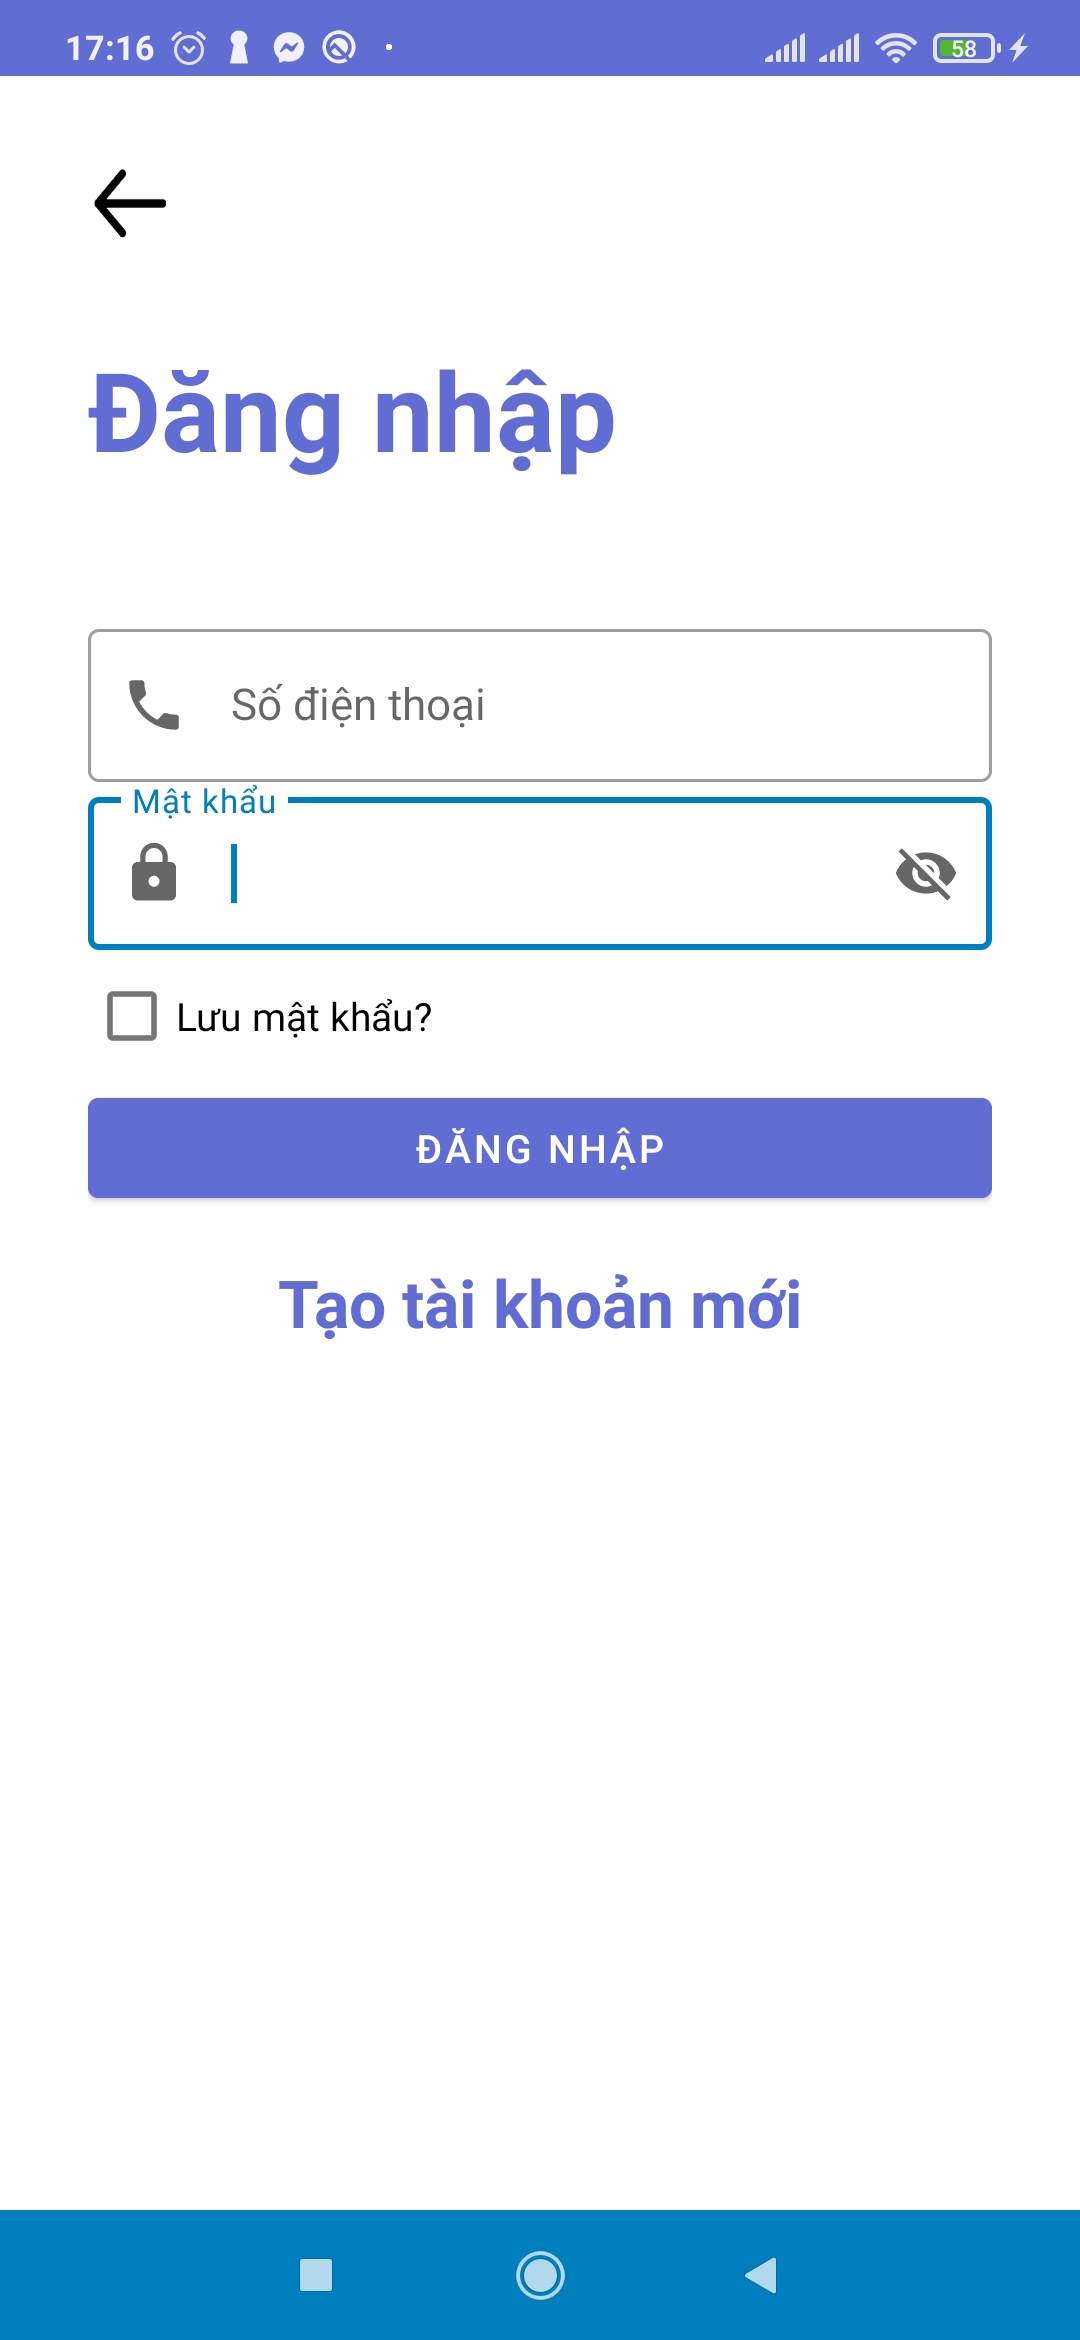 17:16
58
Đăng nhập
Số điện thoại
Mật khẩu
Lưu mật khẩu?
ĐĂNG NHẬP
Tạo tài khoản mới